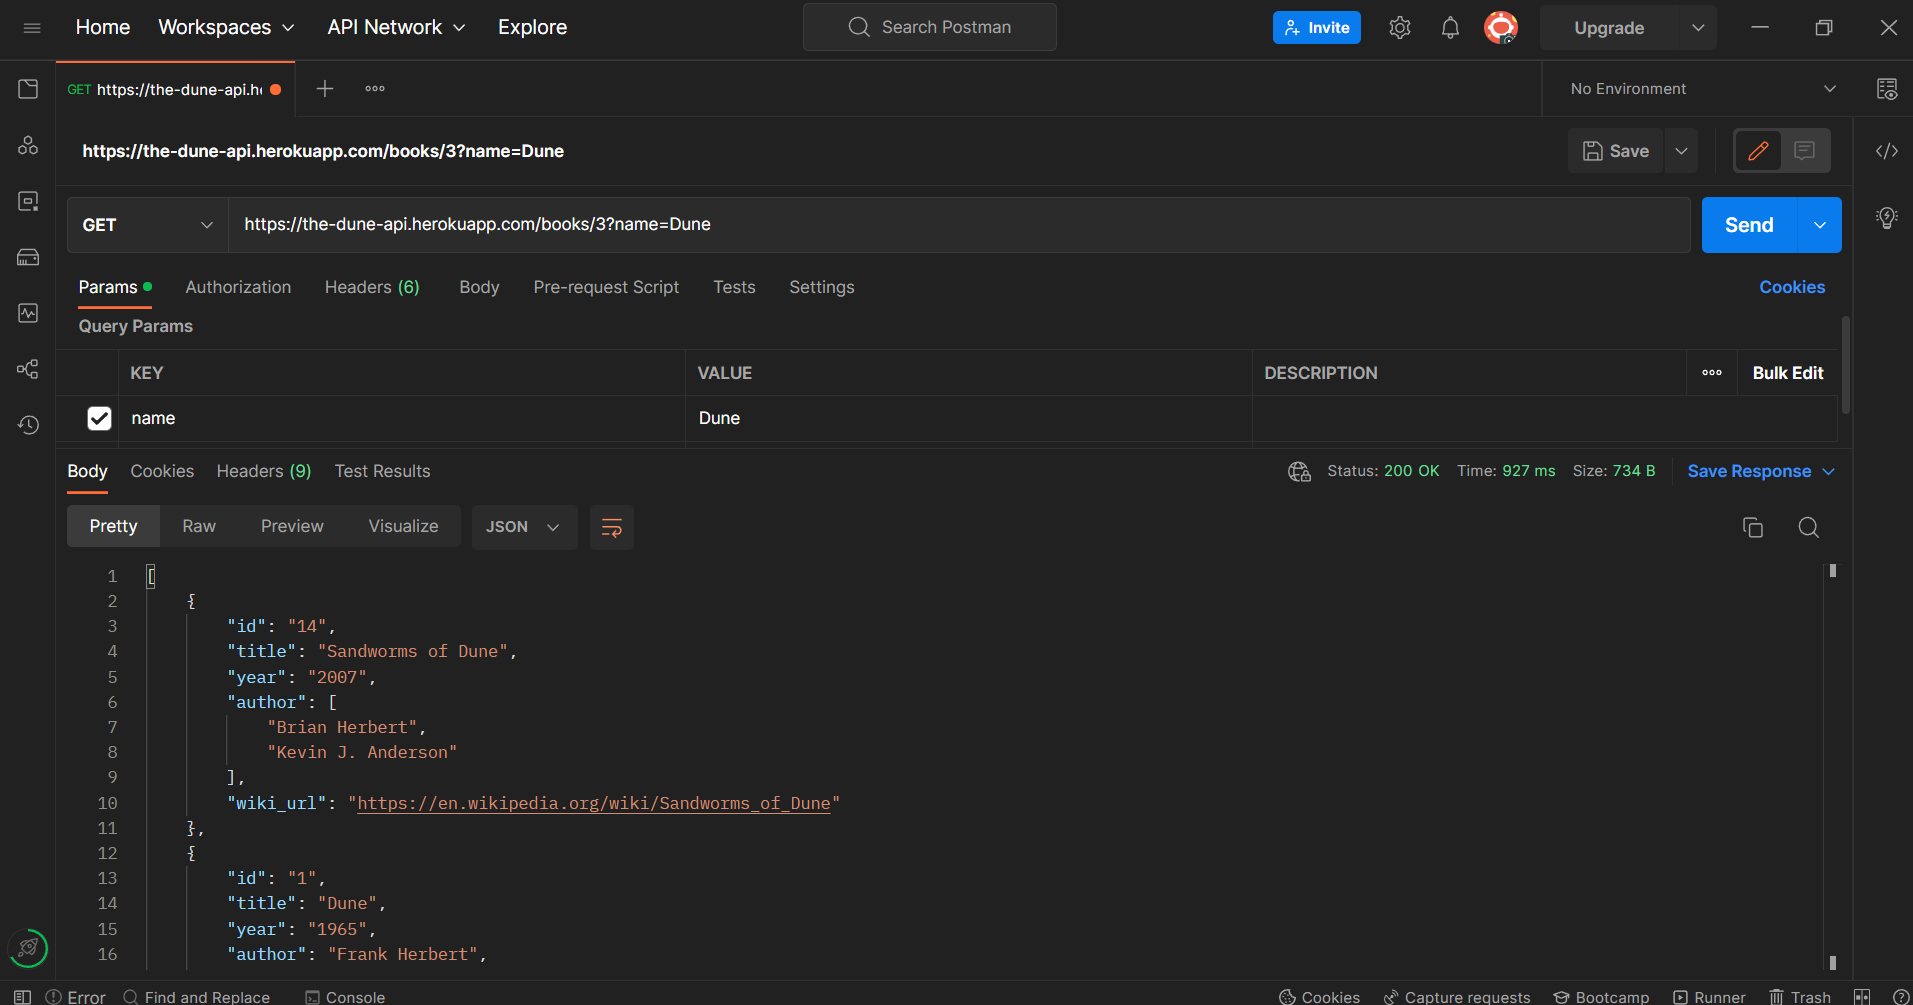 Home Workspaces API Network Explore Search Postman Invite Upgrade
GET https://the-dune-api.h No Environment
https://the-dune-api.herokuapp.com/books/3?name=Dune Save
GET https://the-dune-api.herokuapp.com/books/3?name=Dune Send
Params Authorization Headers (6) Body Pre-request Script Tests Settings Cookies
Query Params
KEY VALUE DESCRIPTION Bulk Edit
name Dune
Body Cookies Headers (9) Test Results Status: 200 OK Time: 927 ms Size: 734 B Save Response
Pretty Raw Preview Visualize JSON
1 [
2 {
3 "id": "14",
4 "title": "Sandworms of Dune",
5 "year": "2007",
6 "author": [
7 "Brian Herbert",
8 "Kevin J. Anderson"
9 ],
10 "wiki_url": "https://en.wikipedia.org/wiki/Sandworms_of_Dune"
11 },
12 {
13 "id": "1",
14 "title": "Dune",
15 "year": "1965",
16 "author": "Frank Herbert",
Error Find and Replace Console Cookies Capture requests Bootcamp Runner Trash